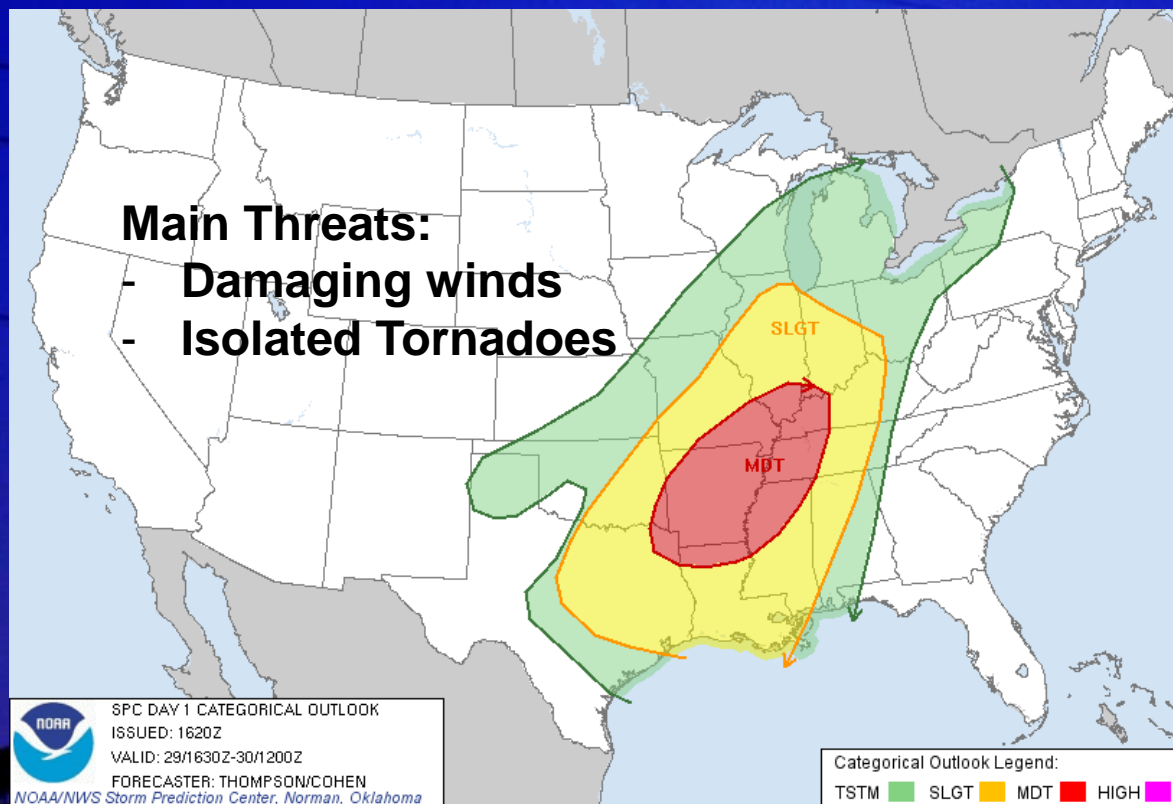 Main Threats:
- Damaging winds
- Isolated Tornadoes
SLGT
MDT
NOAA
SPC DAY 1 CATEGORICAL OUTLOOK
ISSUED: 1620Z
VALID: 29/1630Z-30/1200Z
FORECASTER: THOMPSON/COHEN
NOAA/NWS Storm Prediction Center, Norman, Oklahoma
Categorical Outlook Legend:
TSTM SLGT MDT HIGH